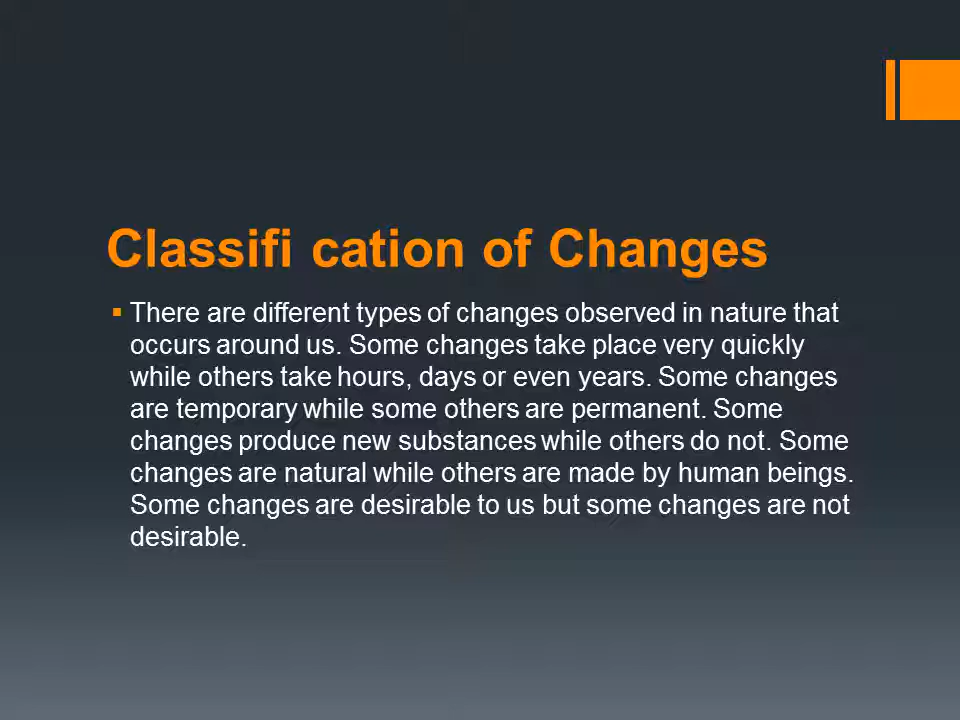 Classifi cation of Changes
There are different types of changes observed in nature that
occurs around us. Some changes take place very quickly
while others take hours, days or even years. Some changes
are temporary while some others are permanent. Some
changes produce new substances while others do not. Some
changes are natural while others are made by human beings.
Some changes are desirable to us but some changes are not
desirable.